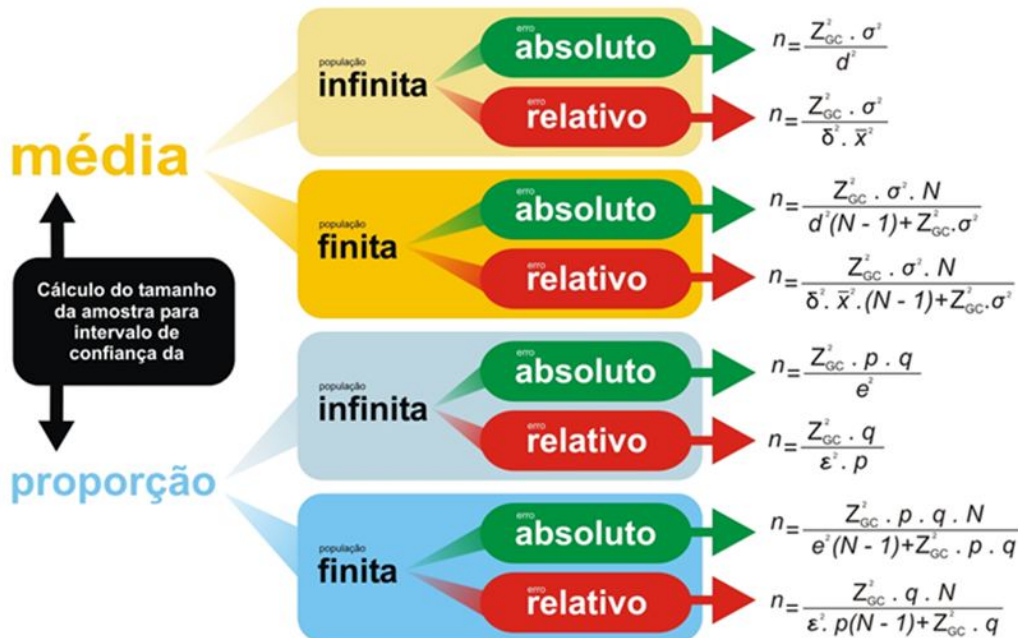 média
Cálculo do tamanho
da amostra para
intervalo de
confiança da
proporção
população
infinita
erro
absoluto
n = Z²GC . σ² / d²
erro
relativo
n = Z²GC . σ² / δ² . x̄²
população
finita
erro
absoluto
n = Z²GC . σ² . N / d²(N - 1)+Z²GC.σ²
erro
relativo
n = Z²GC . σ² . N / δ² . x̄².(N - 1)+Z²GC.σ²
população
infinita
erro
absoluto
n = Z²GC . p . q / e²
erro
relativo
n = Z²GC . q / ε² . p
população
finita
erro
absoluto
n = Z²GC . p . q . N / e²(N - 1)+Z²GC . p . q
erro
relativo
n = Z²GC . q . N / ε². p(N - 1)+Z²GC . q